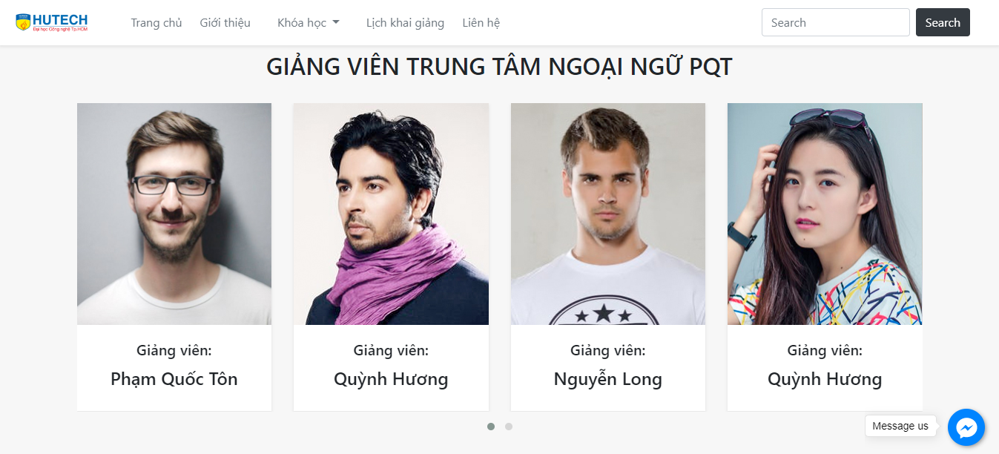 HUTECH
Đại học Công nghệ Tp.HCM
Trang chủ Giới thiệu Khóa học Lịch khai giảng Liên hệ Search Search
GIẢNG VIÊN TRUNG TÂM NGOẠI NGỮ PQT
Giảng viên: Giảng viên: Giảng viên: Giảng viên:
Phạm Quốc Tôn Quỳnh Hương Nguyễn Long Quỳnh Hương
Message us